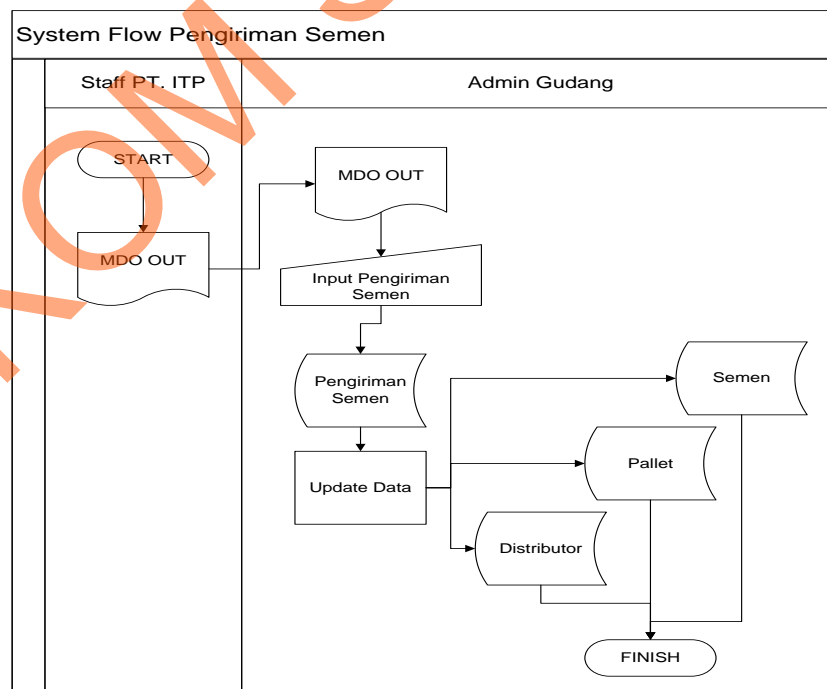 System Flow Pengiriman Semen
Staff PT. ITP
Admin Gudang
START
MDO OUT
MDO OUT
Input Pengiriman
Semen
Pengiriman
Semen
Update Data
Semen
Pallet
Distributor
FINISH